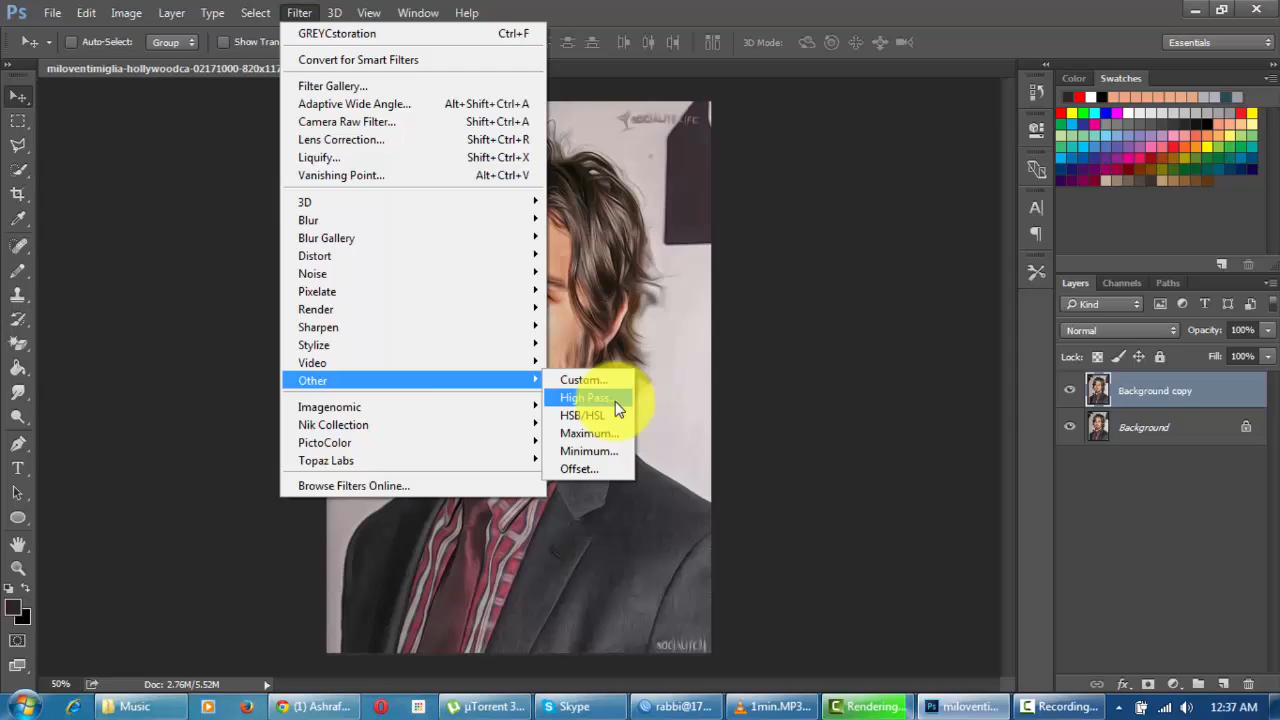 Ps File Edit Image Layer Type Select Filter 3D View Window Help
Auto-Select: Group Show Tran 3D Mode: Essentials
miloventimiglia-hollywoodca-02171000-820x117
GREYCstoration Ctrl+F
Convert for Smart Filters
Filter Gallery...
Adaptive Wide Angle... Alt+Shift+Ctrl+A
Camera Raw Filter... Shift+Ctrl+A
Lens Correction... Shift+Ctrl+R
Liquify... Shift+Ctrl+X
Vanishing Point... Alt+Ctrl+V
3D
Blur
Blur Gallery
Distort
Noise
Pixelate
Render
Sharpen
Stylize
Video
Other
Imagenomic
Nik Collection
PictoColor
Topaz Labs
Browse Filters Online...
Custom...
High Pass...
HSB/HSL
Maximum...
Minimum...
Offset...
Color Swatches
Layers Channels Paths
Kind
Normal Opacity: 100%
Lock: Fill: 100%
Background copy
Background
50% Doc: 2.76M/5.52M
Music (1) Ashraf... µTorrent 3.... Skype rabbi@17... 1min.MP3... Rendering... miloventi... Recording... 12:37 AM